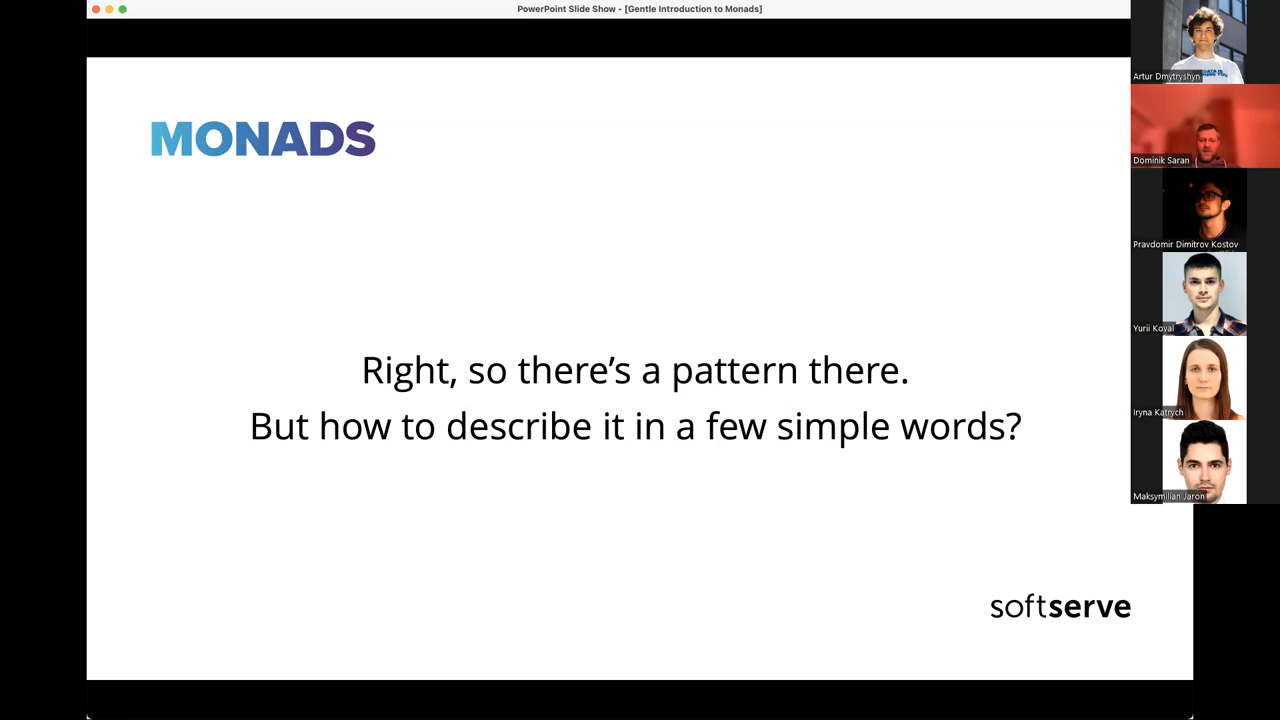 PowerPoint Slide Show - [Gentle Introduction to Monads]
MONADS
Right, so there’s a pattern there.
But how to describe it in a few simple words?
softserve
Artur Dmytryshyn
Dominik Saran
Pravdomir Dimitrov Kostov
Yurii Koval
Iryna Katrych
Maksymilian Jaron